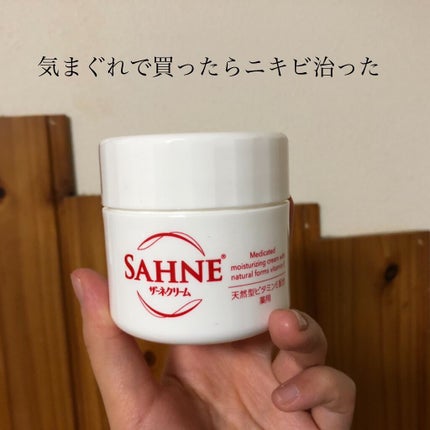 気まぐれで買ったらニキビ治った
SAHNE®
ザーネクリーム
Medicated
moisturizing cream with
natural forms vitamin
天然型ビタミンE配合
薬用